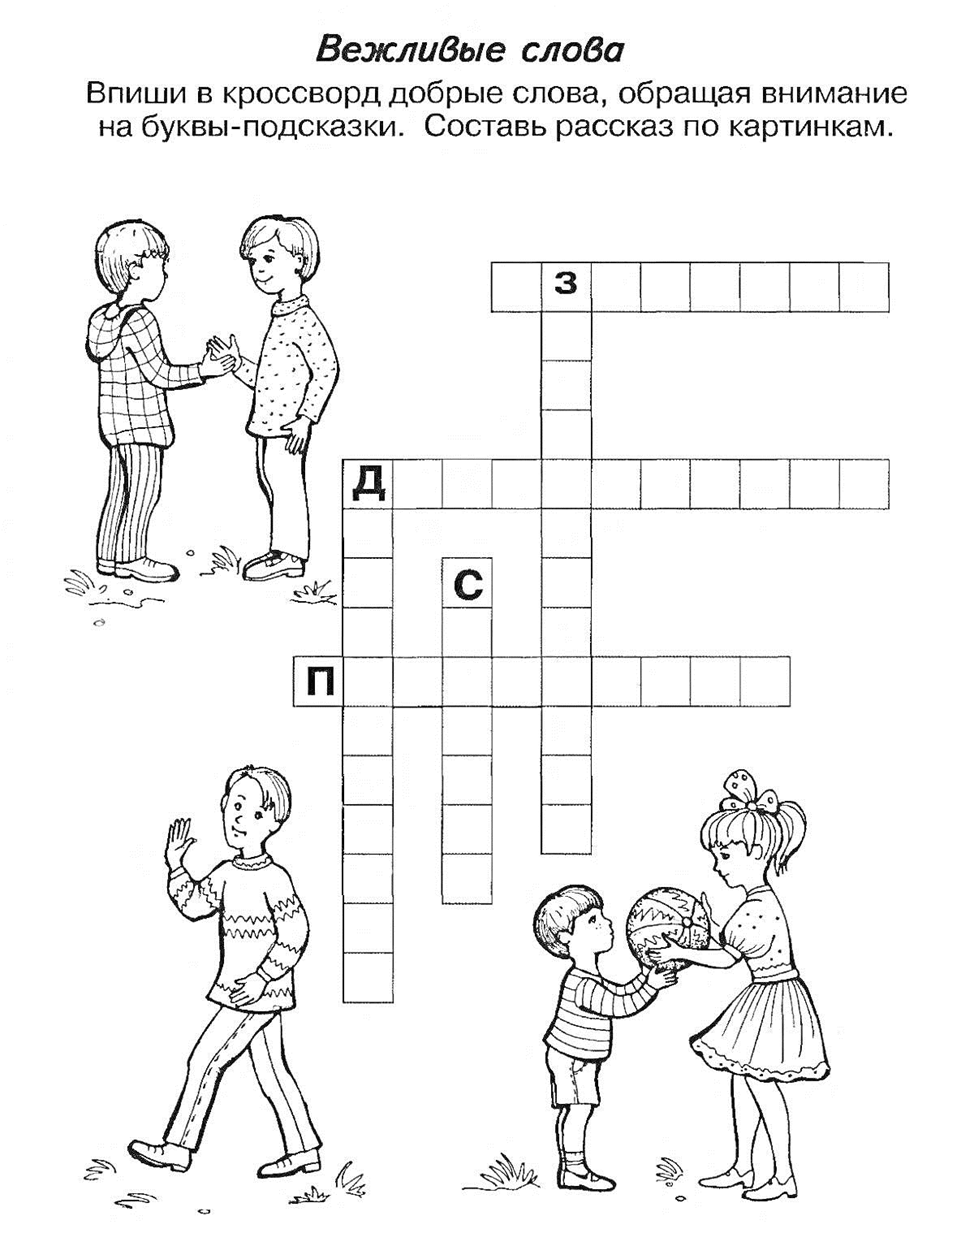 Вежливые слова
Впиши в кроссворд добрые слова, обращая внимание
на буквы-подсказки. Составь рассказ по картинкам.
З
Д
С
П